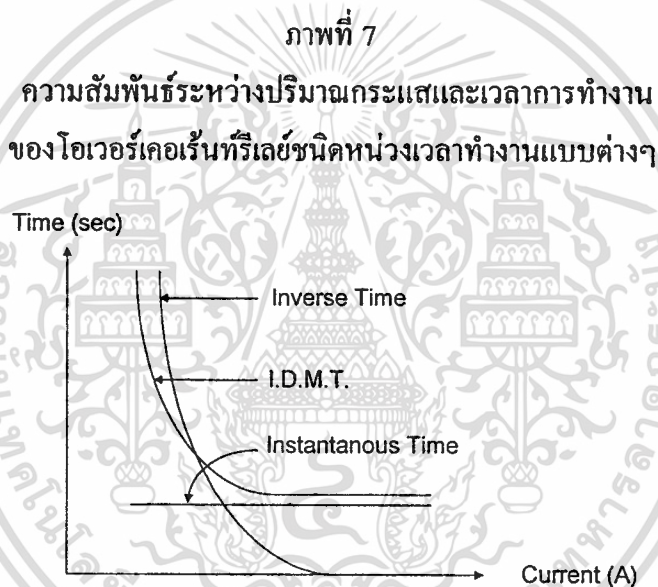 ภาพที่ 7
ความสัมพันธ์ระหว่างปริมาณกระแสและเวลาการทำงาน
ของโอเวอร์เคอเร้นท์รีเลย์ชนิดหน่วงเวลาทำงานแบบต่างๆ
Time (sec)
Inverse Time
I.D.M.T.
Instantanous Time
Current (A)